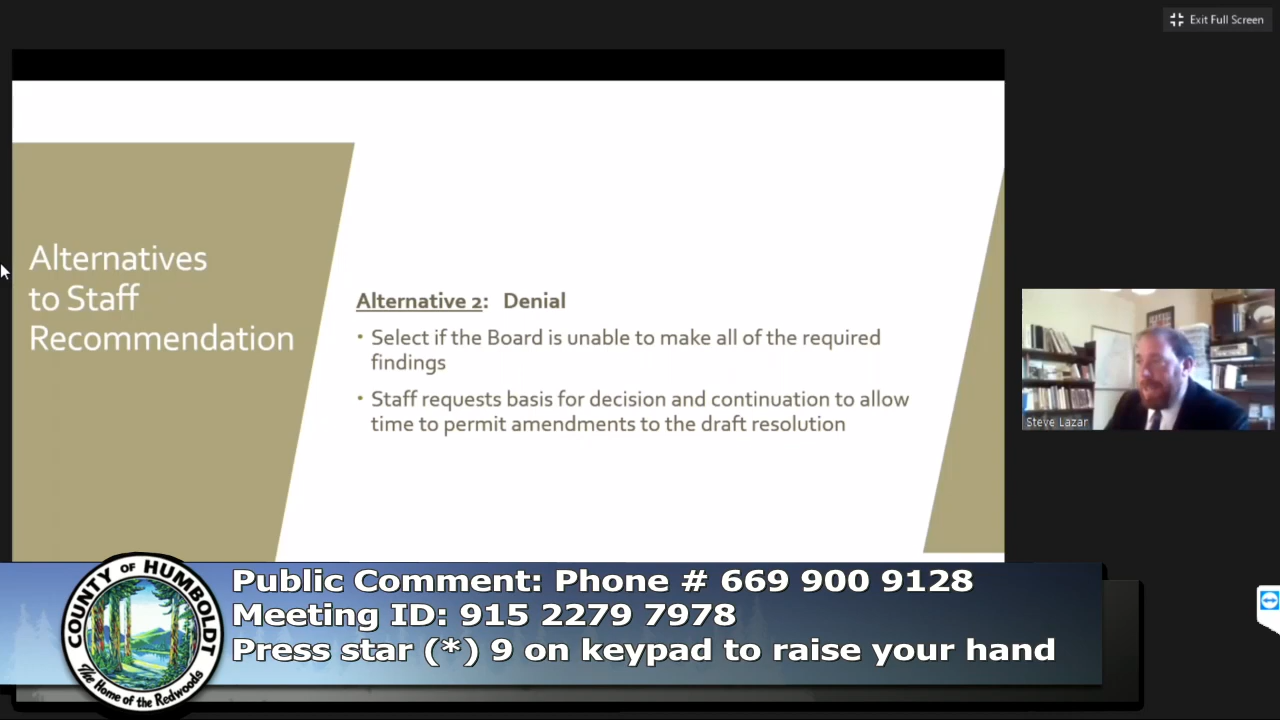 Exit Full Screen
Alternatives
to Staff
Recommendation
Alternative 2: Denial
• Select if the Board is unable to make all of the required
findings
• Staff requests basis for decision and continuation to allow
time to permit amendments to the draft resolution
Steve Lazar
COUNTY OF HUMBOLDT
The Home of the Redwoods
Public Comment: Phone # 669 900 9128
Meeting ID: 915 2279 7978
Press star (*) 9 on keypad to raise your hand